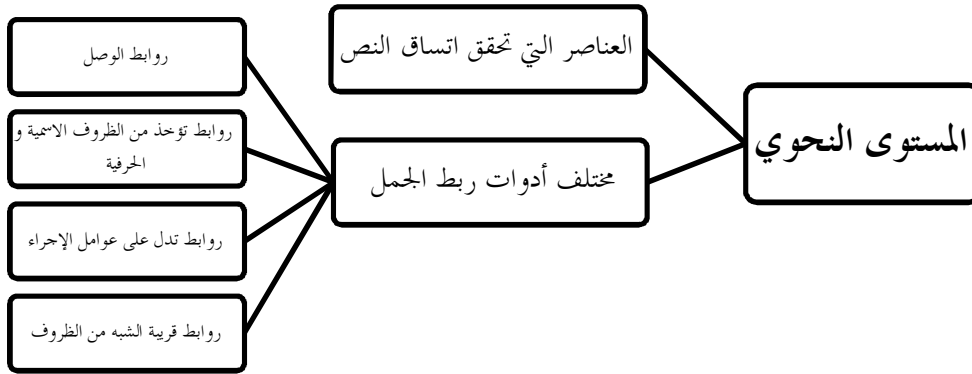 المستوى النحوي
العناصر التي تحقق اتساق النص
مختلف أدوات ربط الجمل
روابط الوصل
روابط تؤخذ من الظروف الاسمية و
الحرفية
روابط تدل على عوامل الإجراء
روابط قريبة الشبه من الظروف